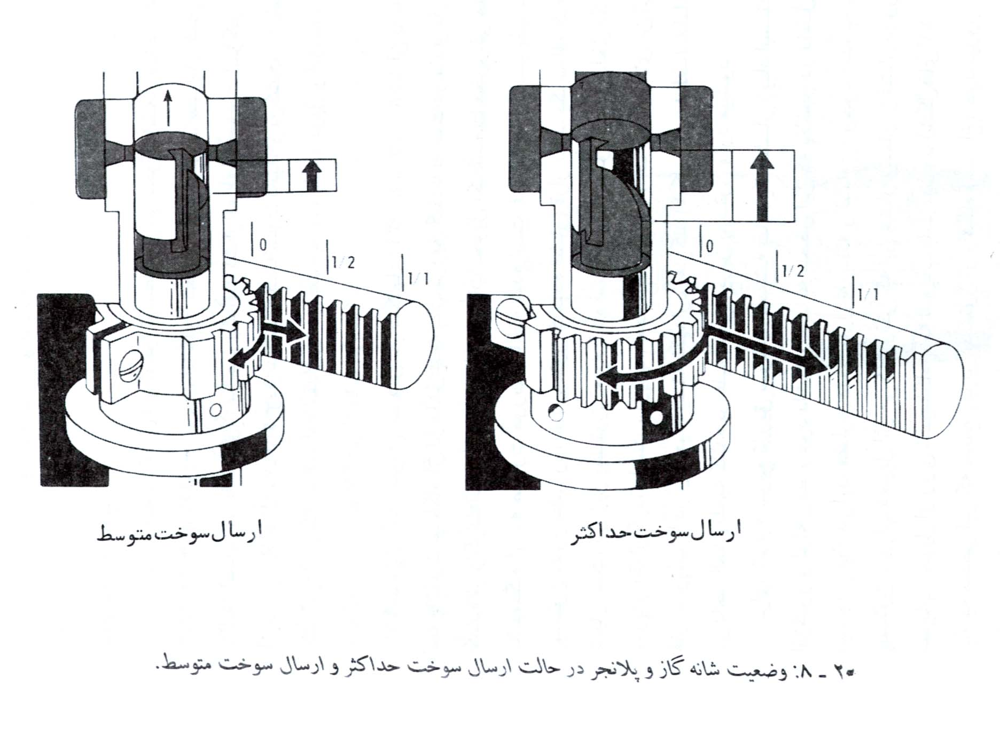 0
1/2
1/1
0
1/2
1/1
ارسال سوخت حداکثر
ارسال سوخت متوسط
۲۰ ـ ۸: وضعیت شانه گاز و پلانجر در حالت ارسال سوخت حداکثر و ارسال سوخت متوسط.